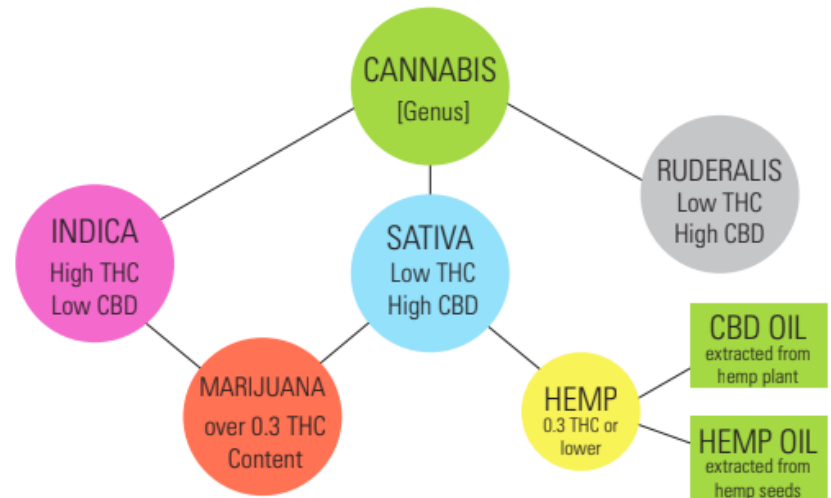 CANNABIS
[Genus]
RUDERALIS
Low THC
High CBD
INDICA
High THC
Low CBD
SATIVA
Low THC
High CBD
MARIJUANA
over 0.3 THC
Content
HEMP
0.3 THC or
lower
CBD OIL
extracted from
hemp plant
HEMP OIL
extracted from
hemp seeds